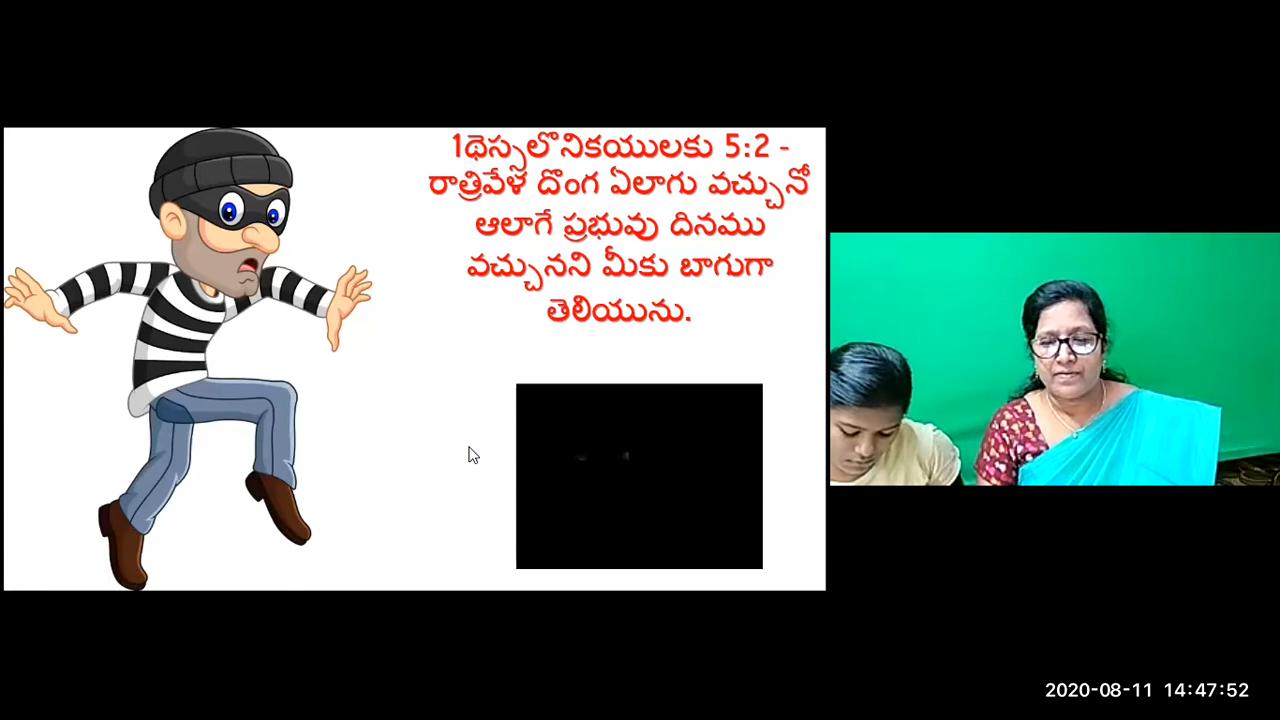 1థెస్సలొనికయులకు 5:2 -
రాత్రివేళ దొంగ ఏలాగు వచ్చునో
ఆలాగే ప్రభువు దినము
వచ్చునని మీకు బాగుగా
తెలియును.
2020-08-11 14:47:52